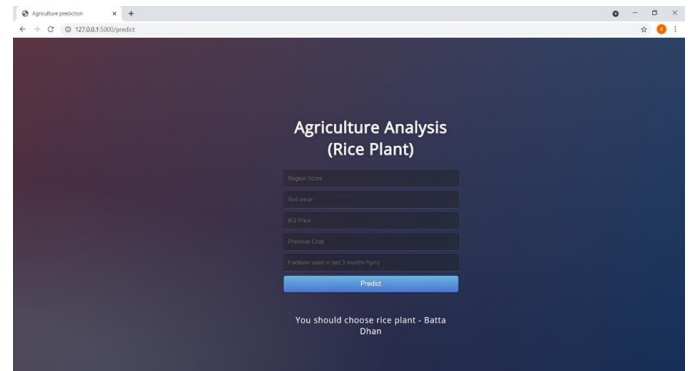 Agriculture prediction
127.0.0.1:5000/predict
Agriculture Analysis
(Rice Plant)
Region Score
Soil value
KG Price
Previous Crop
Fertilizer used in last 3 months?(y/n)
Predict
You should choose rice plant - Batta
Dhan